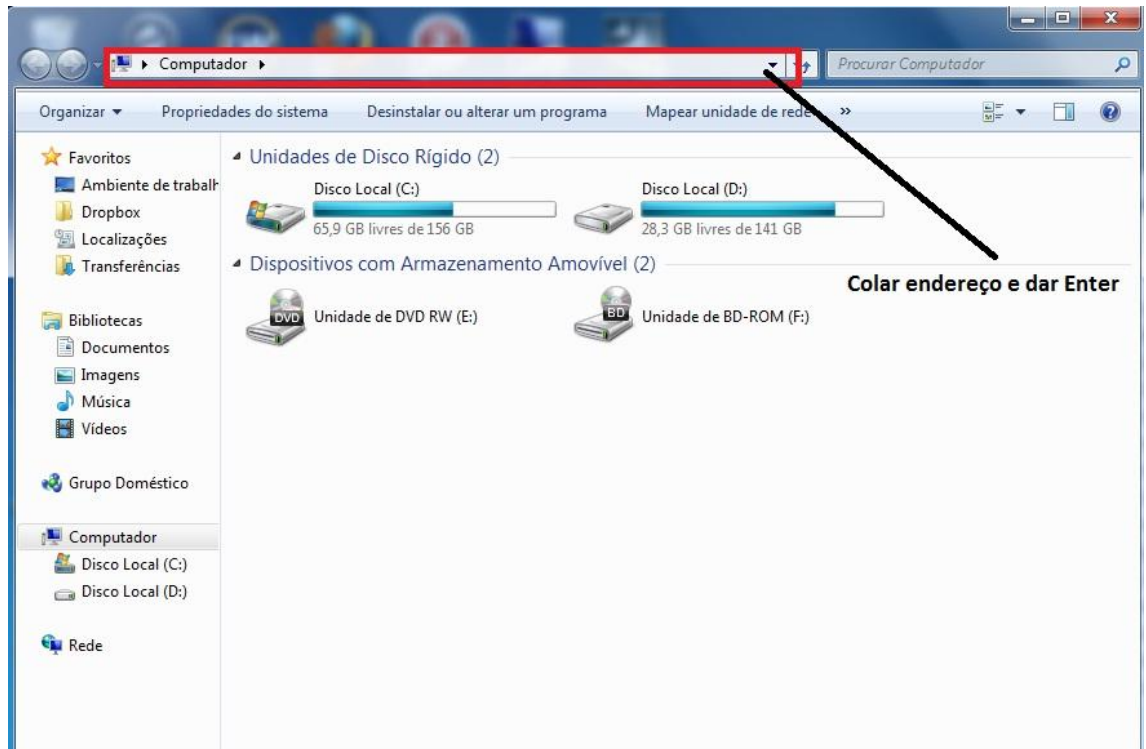 Computador
Procurar Computador
Organizar
Propriedades do sistema
Desinstalar ou alterar um programa
Mapear unidade de rede
»
Favoritos
Ambiente de trabalh
Dropbox
Localizações
Transferências
Bibliotecas
Documentos
Imagens
Música
Vídeos
Grupo Doméstico
Computador
Disco Local (C:)
Disco Local (D:)
Rede
Unidades de Disco Rígido (2)
Disco Local (C:)
65,9 GB livres de 156 GB
Disco Local (D:)
28,3 GB livres de 141 GB
Dispositivos com Armazenamento Amovível (2)
DVD
Unidade de DVD RW (E:)
BD
Unidade de BD-ROM (F:)
Colar endereço e dar Enter